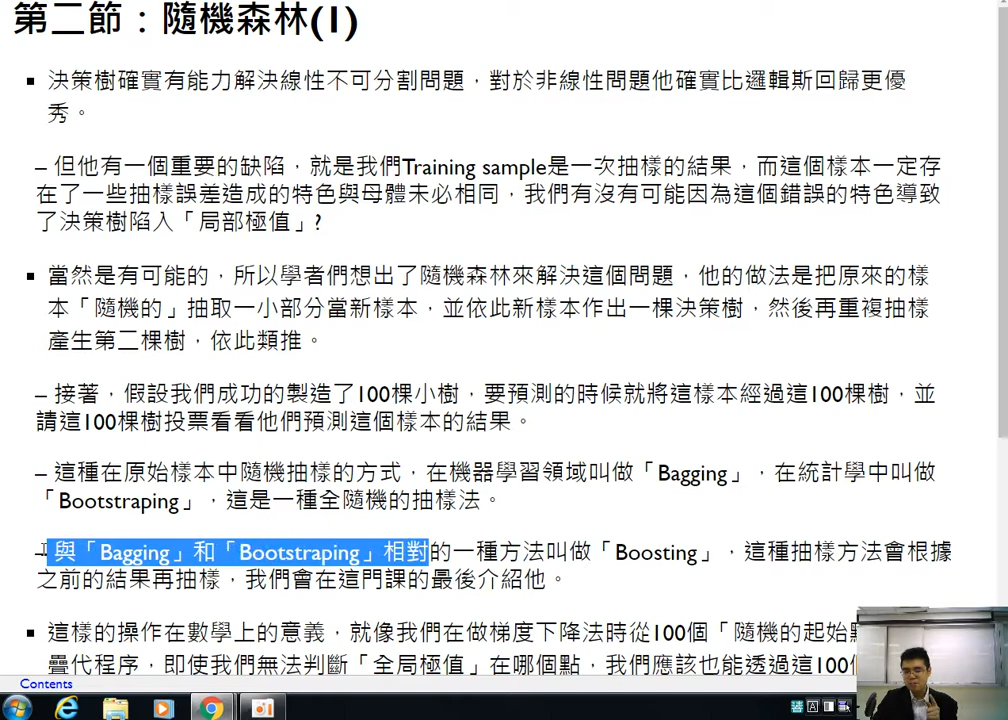 第二節：隨機森林(1)
決策樹確實有能力解決線性不可分割問題，對於非線性問題他確實比邏輯斯回歸更優
秀。
– 但他有一個重要的缺陷，就是我們Training sample是一次抽樣的結果，而這個樣本一定存
在了一些抽樣誤差造成的特色與母體未必相同，我們有沒有可能因為這個錯誤的特色導致
了決策樹陷入「局部極值」?
當然是有可能的，所以學者們想出了隨機森林來解決這個問題，他的做法是把原來的樣
本「隨機的」抽取一小部分當新樣本，並依此新樣本作出一棵決策樹，然後再重複抽樣
產生第二棵樹，依此類推。
– 接著，假設我們成功的製造了100棵小樹，要預測的時候就將這樣本經過這100棵樹，並
請這100棵樹投票看看他們預測這個樣本的結果。
– 這種在原始樣本中隨機抽樣的方式，在機器學習領域叫做「Bagging」，在統計學中叫做
「Bootstraping」，這是一種全隨機的抽樣法。
– 與「Bagging」和「Bootstraping」相對的一種方法叫做「Boosting」，這種抽樣方法會根據
之前的結果再抽樣，我們會在這門課的最後介紹他。
這樣的操作在數學上的意義，就像我們在做梯度下降法時從100個「隨機的起始
疊代程序，即使我們無法判斷「全局極值」在哪個點，我們應該也能透過這100
Contents